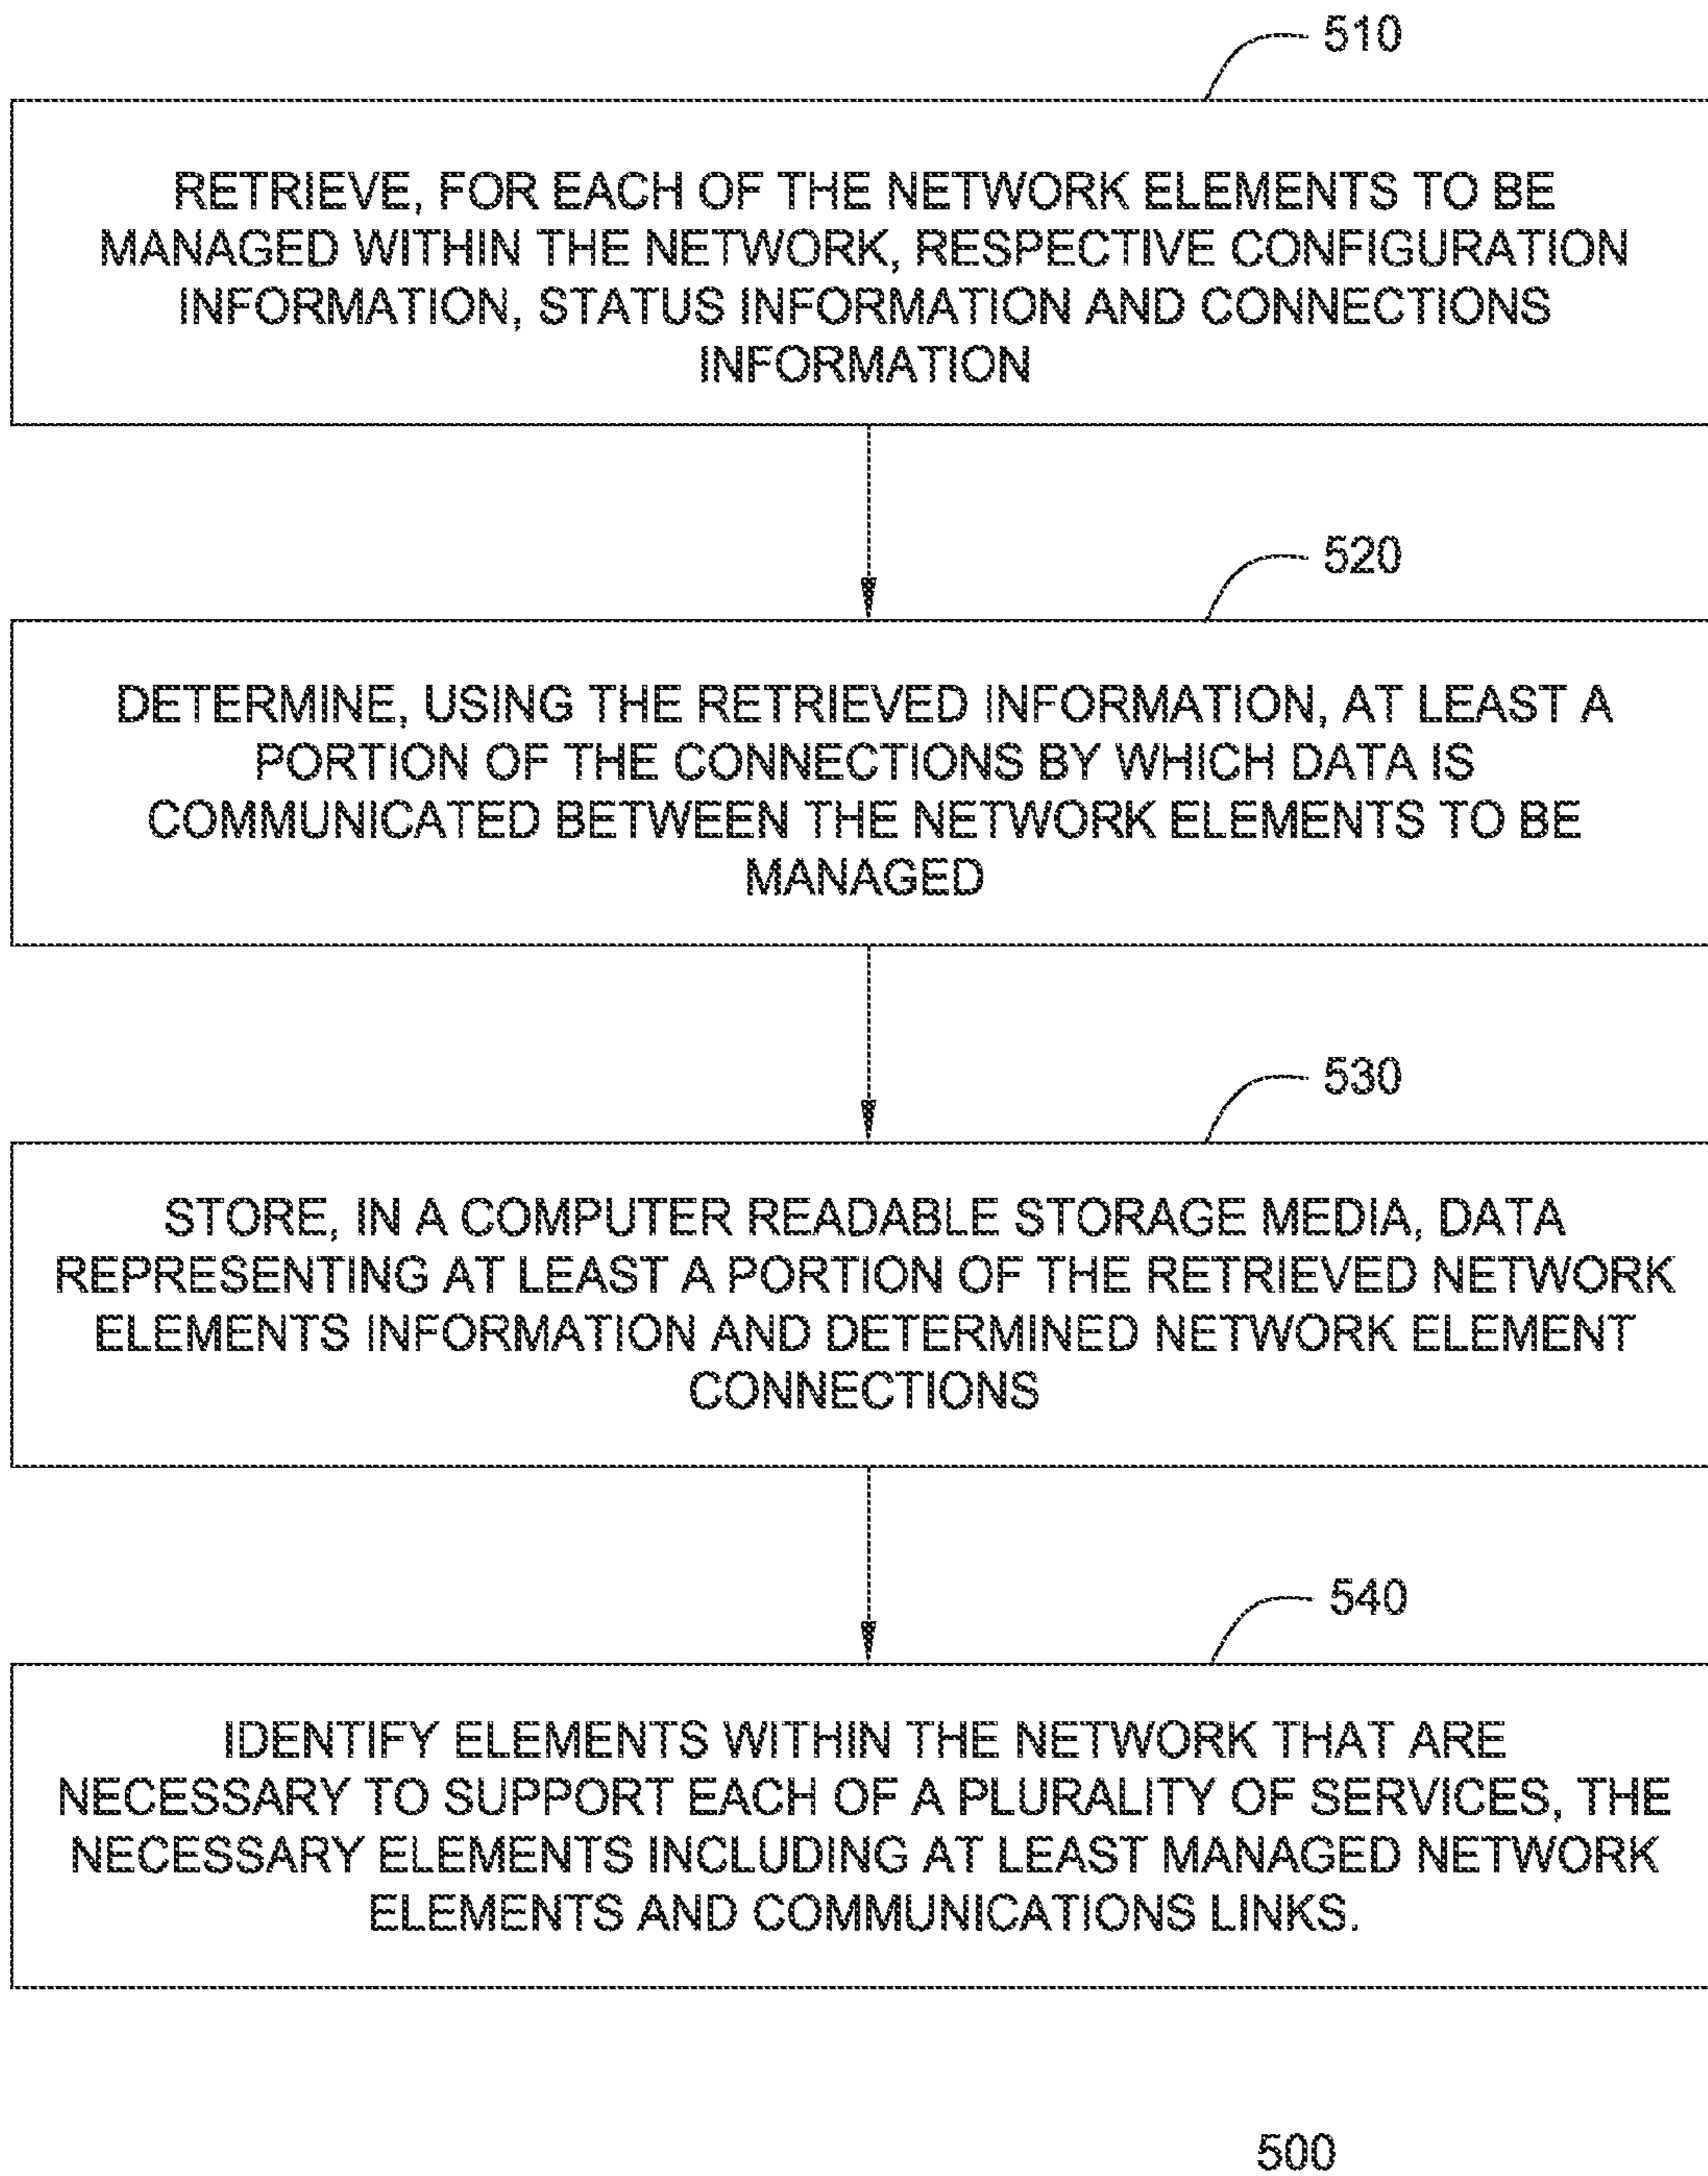 510
RETRIEVE, FOR EACH OF THE NETWORK ELEMENTS TO BE
MANAGED WITHIN THE NETWORK, RESPECTIVE CONFIGURATION
INFORMATION, STATUS INFORMATION AND CONNECTIONS
INFORMATION
520
DETERMINE, USING THE RETRIEVED INFORMATION, AT LEAST A
PORTION OF THE CONNECTIONS BY WHICH DATA IS
COMMUNICATED BETWEEN THE NETWORK ELEMENTS TO BE
MANAGED
530
STORE, IN A COMPUTER READABLE STORAGE MEDIA, DATA
REPRESENTING AT LEAST A PORTION OF THE RETRIEVED NETWORK
ELEMENTS INFORMATION AND DETERMINED NETWORK ELEMENT
CONNECTIONS
540
IDENTIFY ELEMENTS WITHIN THE NETWORK THAT ARE
NECESSARY TO SUPPORT EACH OF A PLURALITY OF SERVICES, THE
NECESSARY ELEMENTS INCLUDING AT LEAST MANAGED NETWORK
ELEMENTS AND COMMUNICATIONS LINKS.
500